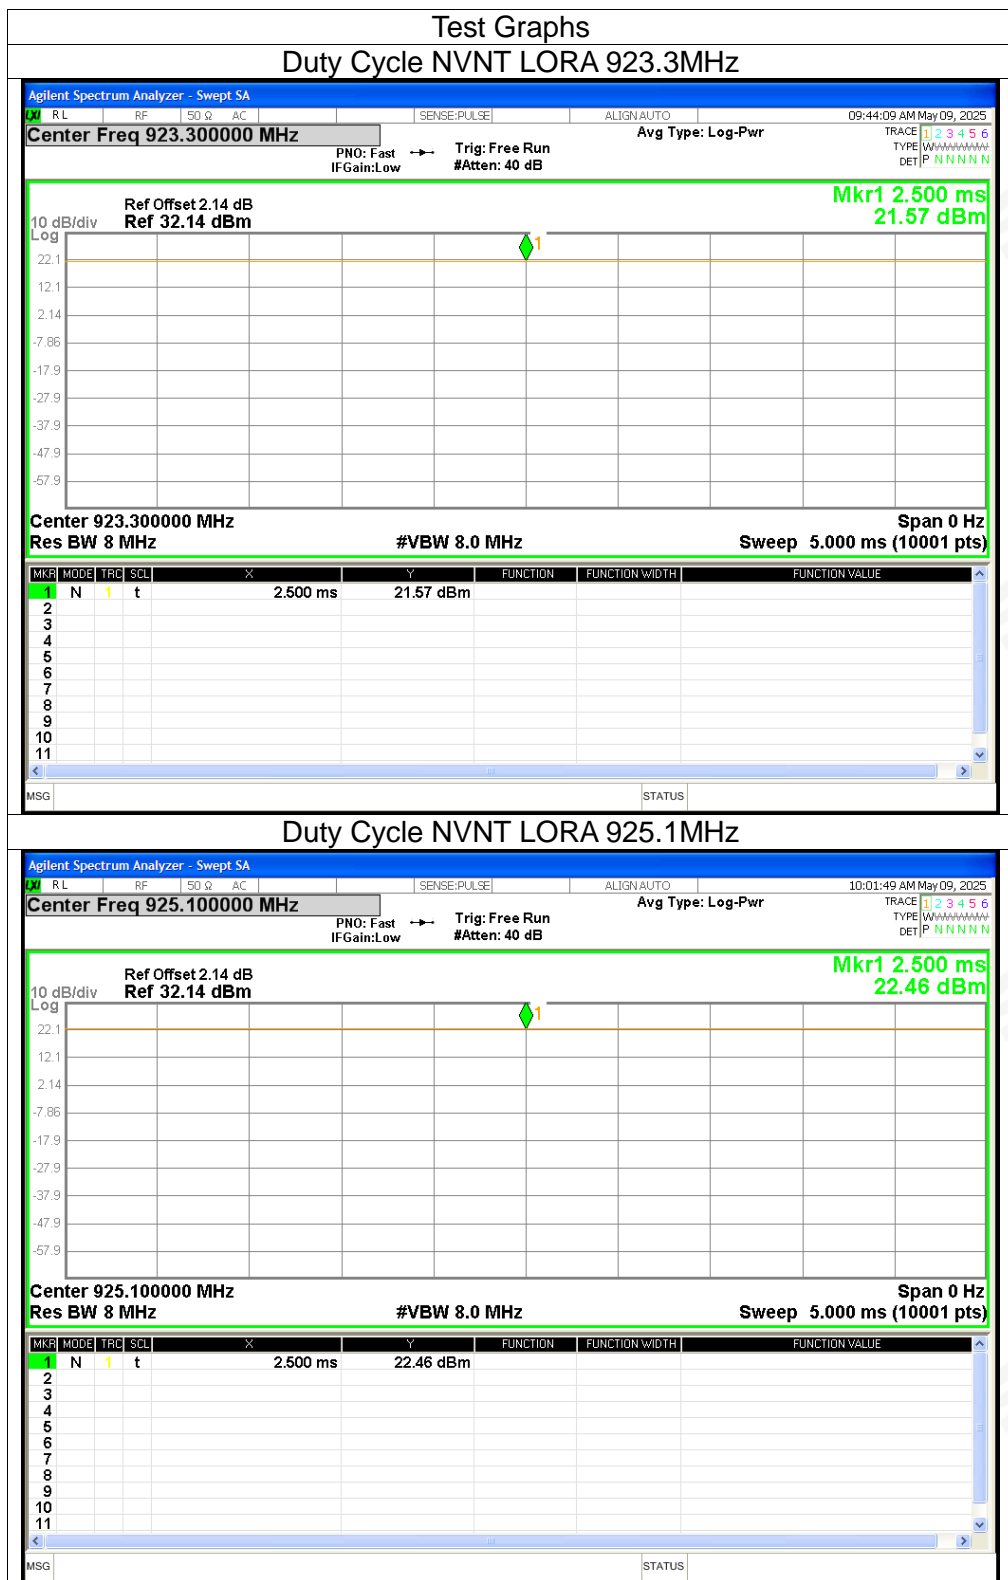 Test Graphs
Duty Cycle NVNT LORA 923.3MHz
Agilent Spectrum Analyzer - Swept SA
LXI RL RF 50 Ω AC SENSE:PULSE ALIGN AUTO 09:44:09 AM May 09, 2025
Center Freq 923.300000 MHz Avg Type: Log-Pwr TRACE 1 2 3 4 5 6
PNO: Fast Trig: Free Run TYPE
IFGain:Low #Atten: 40 dB DET P N N N N N
Mkr1 2.500 ms
Ref Offset 2.14 dB
10 dB/div Ref 32.14 dBm 21.57 dBm
Log
1
22.1
12.1
2.14
-7.86
-17.9
-27.9
-37.9
-47.9
-57.9
Center 923.300000 MHz Span 0 Hz
Res BW 8 MHz #VBW 8.0 MHz Sweep 5.000 ms (10001 pts)
MKR MODE TRC SCL X Y FUNCTION FUNCTION WIDTH FUNCTION VALUE
1 N 1 t 2.500 ms 21.57 dBm
2
3
4
5
6
7
8
9
10
11
MSG STATUS
Duty Cycle NVNT LORA 925.1MHz
Agilent Spectrum Analyzer - Swept SA
LXI RL RF 50 Ω AC SENSE:PULSE ALIGN AUTO 10:01:49 AM May 09, 2025
Center Freq 925.100000 MHz Avg Type: Log-Pwr TRACE 1 2 3 4 5 6
PNO: Fast Trig: Free Run TYPE
IFGain:Low #Atten: 40 dB DET P N N N N N
Mkr1 2.500 ms
Ref Offset 2.14 dB
10 dB/div Ref 32.14 dBm 22.46 dBm
Log
1
22.1
12.1
2.14
-7.86
-17.9
-27.9
-37.9
-47.9
-57.9
Center 925.100000 MHz Span 0 Hz
Res BW 8 MHz #VBW 8.0 MHz Sweep 5.000 ms (10001 pts)
MKR MODE TRC SCL X Y FUNCTION FUNCTION WIDTH FUNCTION VALUE
1 N 1 t 2.500 ms 22.46 dBm
2
3
4
5
6
7
8
9
10
11
MSG STATUS